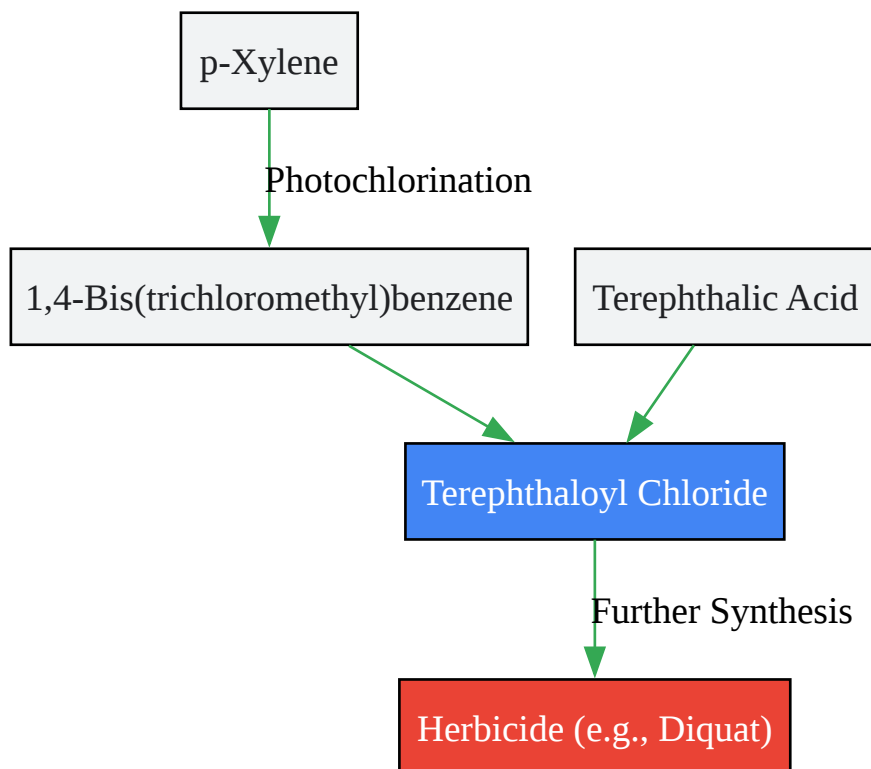 p-Xylene
Photochlorination
1,4-Bis(trichloromethyl)benzene
Terephthalic Acid
Terephthaloyl Chloride
Further Synthesis
Herbicide (e.g., Diquat)